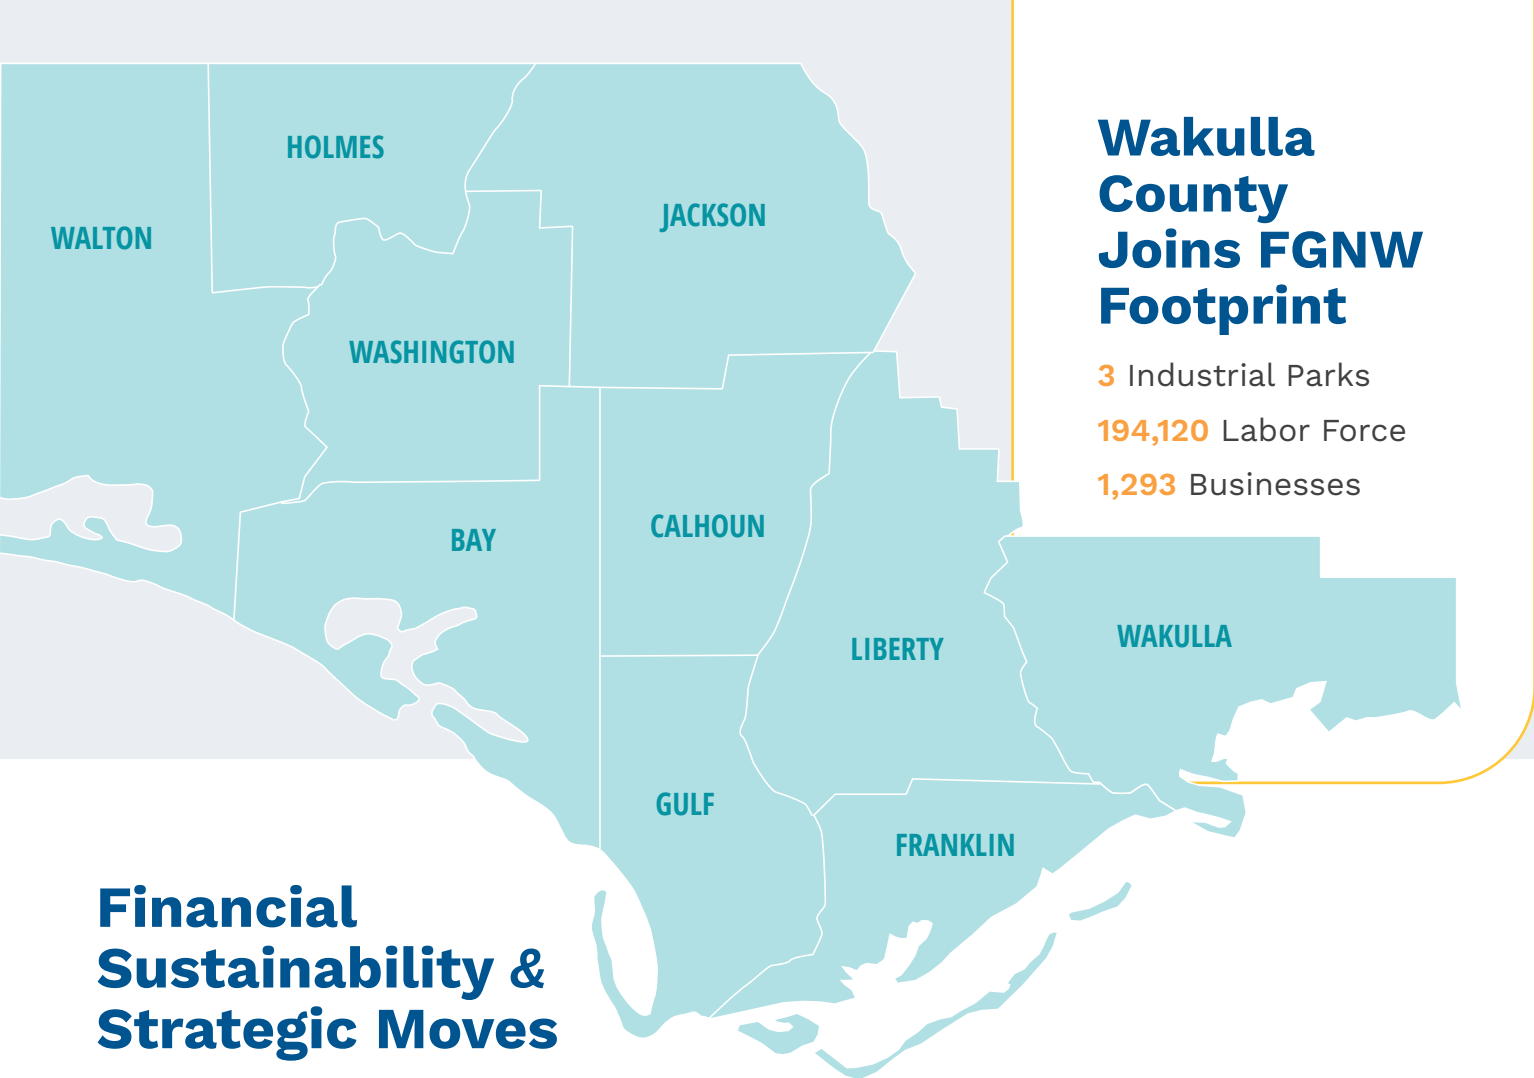 HOLMES
JACKSON
WALTON
WASHINGTON
CALHOUN
BAY
LIBERTY
WAKULLA
GULF
FRANKLIN
Wakulla
County
Joins FGNW
Footprint
3 Industrial Parks
194,120 Labor Force
1,293 Businesses
Financial
Sustainability &
Strategic Moves